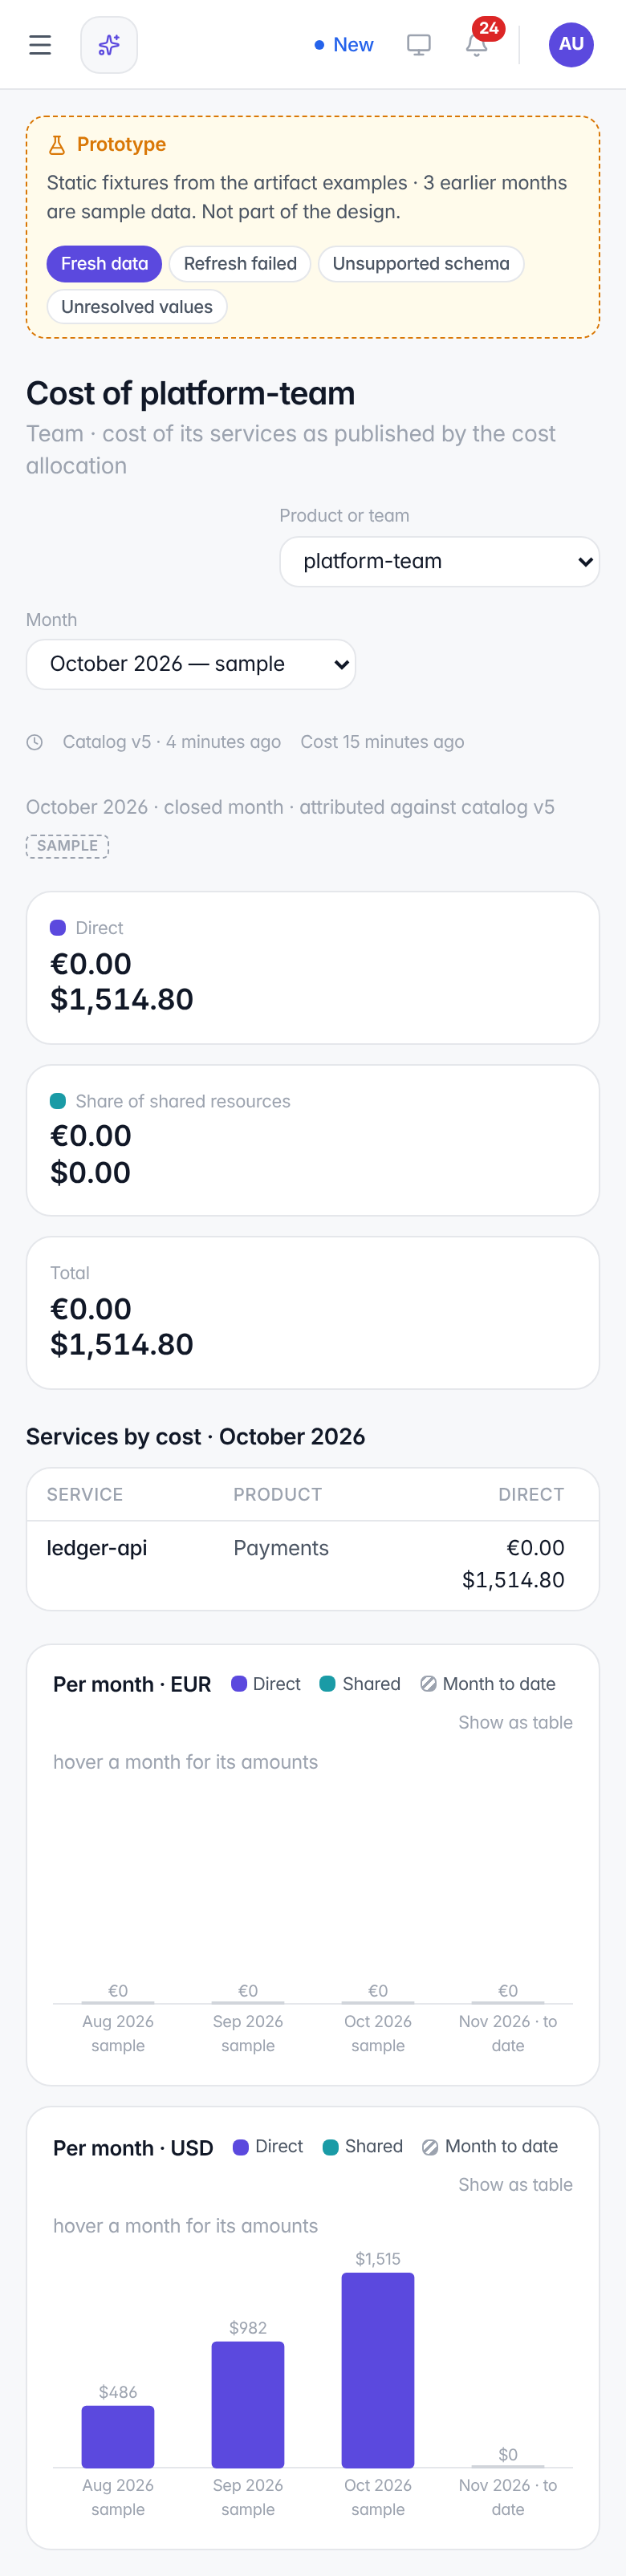 New
24
AU
Prototype
Static fixtures from the artifact examples · 3 earlier months
are sample data. Not part of the design.
Fresh data
Refresh failed
Unsupported schema
Unresolved values
Cost of platform-team
Team · cost of its services as published by the cost
allocation
Product or team
platform-team
Month
October 2026 — sample
Catalog v5 · 4 minutes ago
Cost 15 minutes ago
October 2026 · closed month · attributed against catalog v5
SAMPLE
Direct
€0.00
$1,514.80
Share of shared resources
€0.00
$0.00
Total
€0.00
$1,514.80
Services by cost · October 2026
SERVICE PRODUCT DIRECT
ledger-api Payments €0.00
$1,514.80
Per month · EUR Direct Shared Month to date
Show as table
hover a month for its amounts
€0 €0 €0 €0
Aug 2026 Sep 2026 Oct 2026 Nov 2026 · to
sample sample sample date
Per month · USD Direct Shared Month to date
Show as table
hover a month for its amounts
$1,515
$982
$486
$0
Aug 2026 Sep 2026 Oct 2026 Nov 2026 · to
sample sample sample date